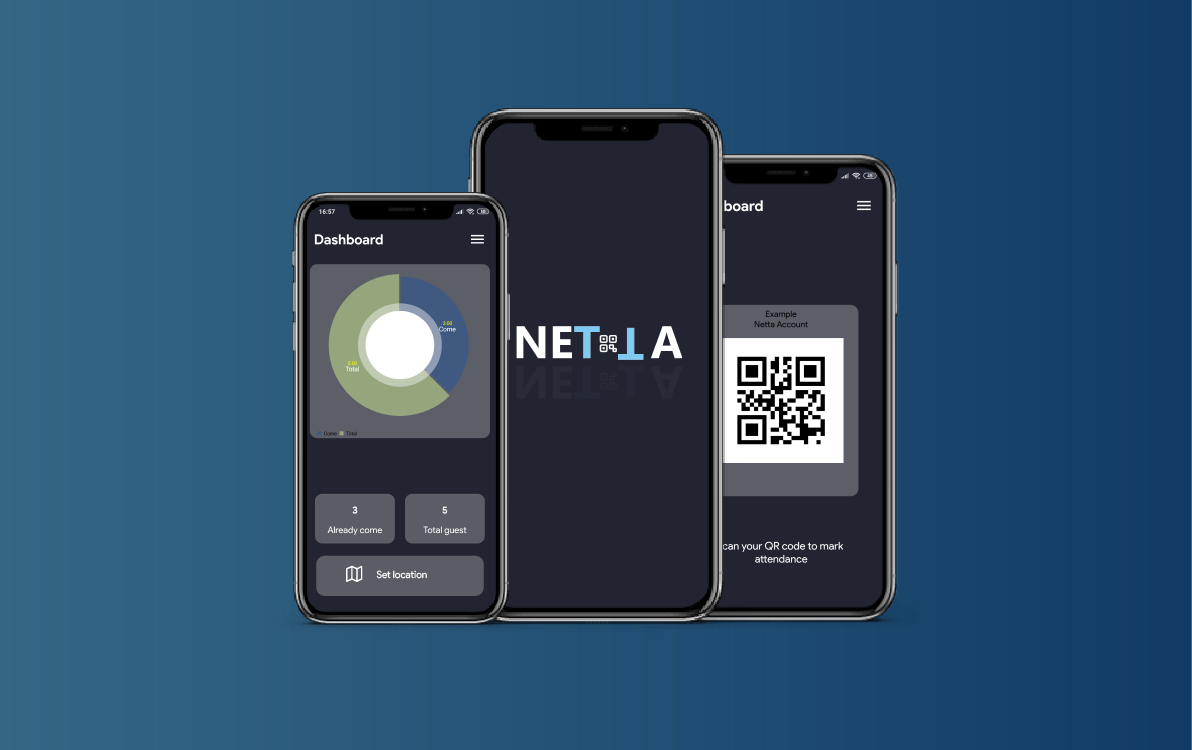 16:57
Dashboard
3.00
Come
5.00
Total
Come Total
3
Already come
5
Total guest
Set location
NETTA
board
Example
Netta Account
can your QR code to mark
attendance